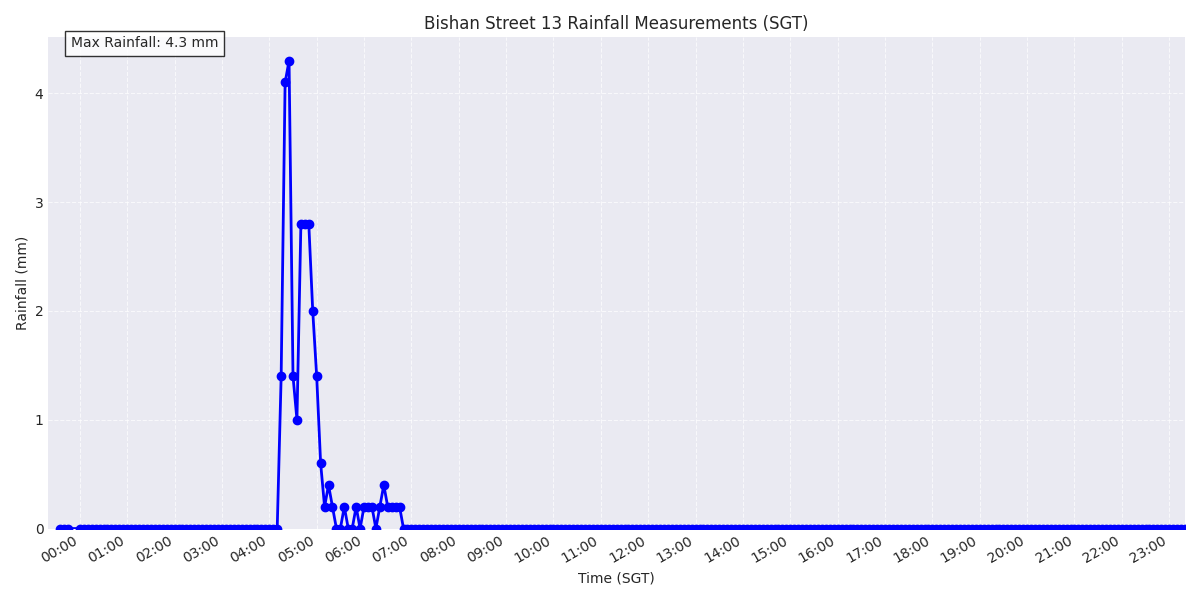 Bishan Street 13 Rainfall Measurements (SGT)
Max Rainfall: 4.3 mm
Rainfall (mm)
4
3
2
1
0
00:00 01:00 02:00 03:00 04:00 05:00 06:00 07:00 08:00 09:00 10:00 11:00 12:00 13:00 14:00 15:00 16:00 17:00 18:00 19:00 20:00 21:00 22:00 23:00
Time (SGT)